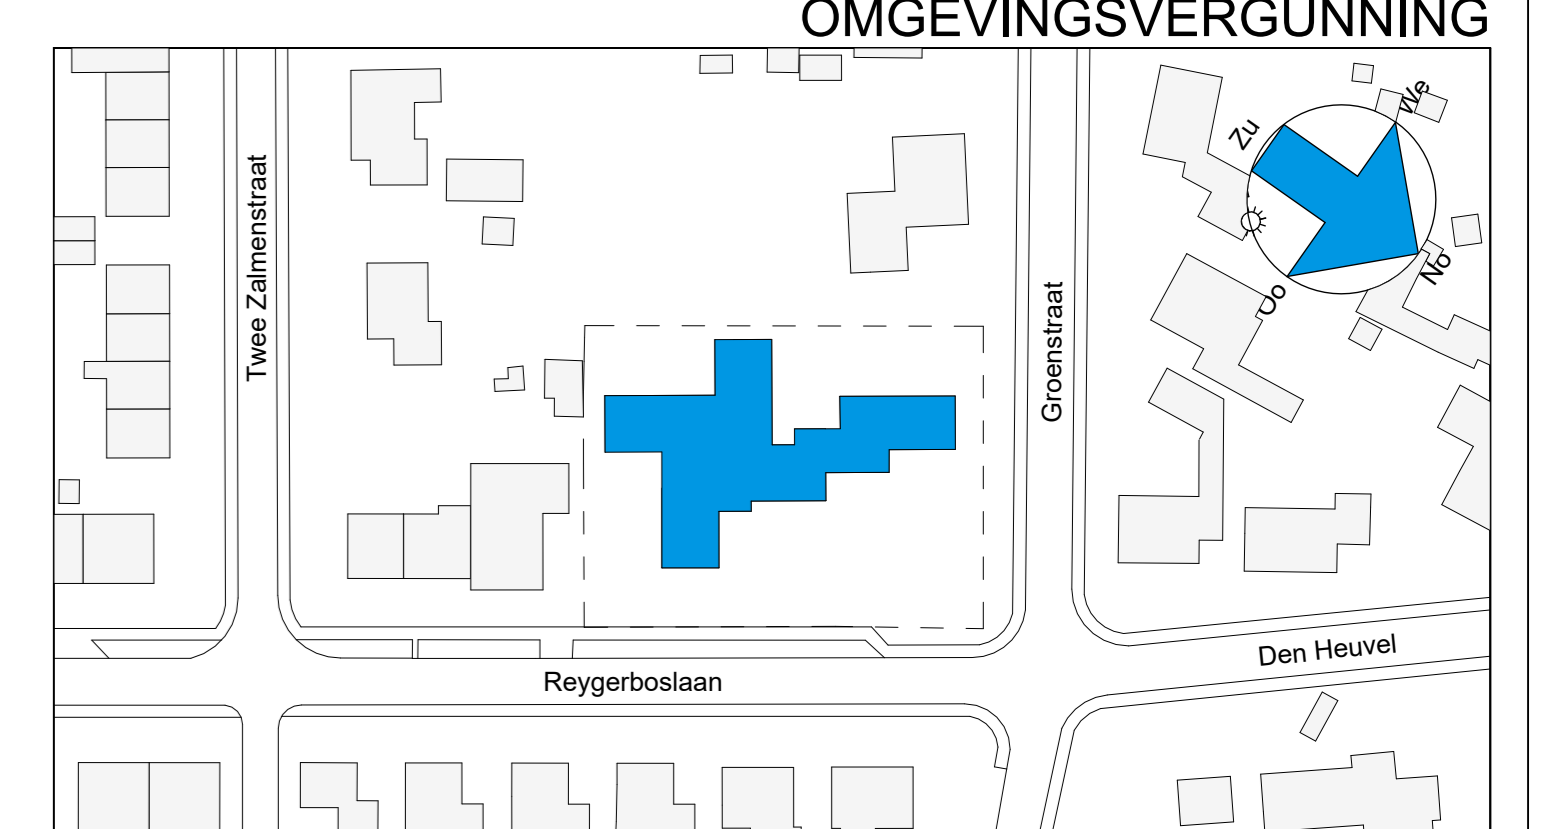 OMGEVINGSVERGUNNING
We
Zu
Twee Zalmenstraat
No
Oo
Groenstraat
Den Heuvel
Reygerboslaan